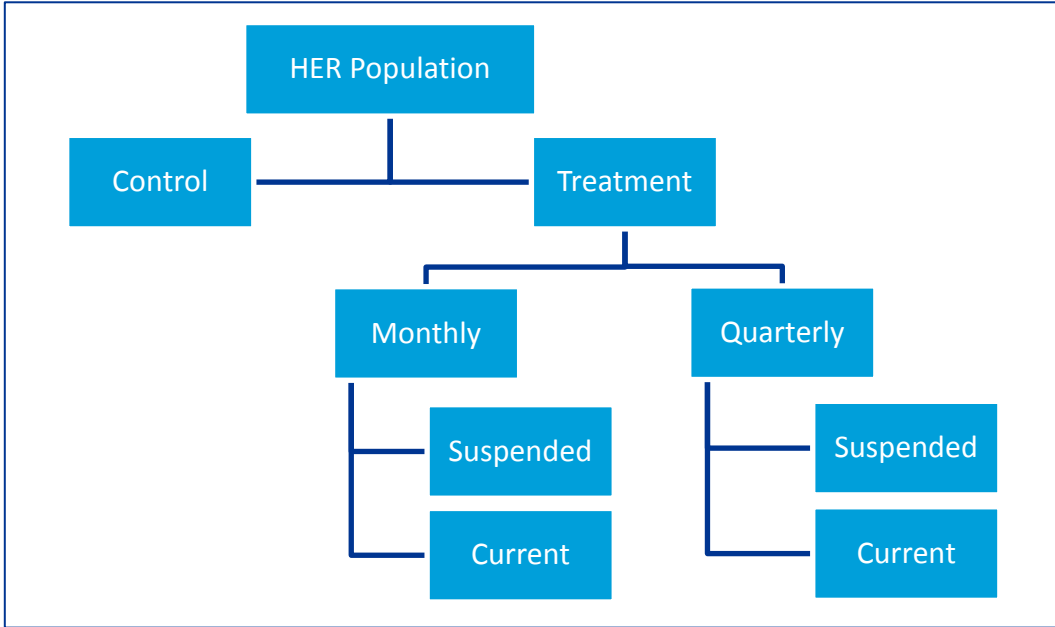 HER Population
Control
Treatment
Monthly
Quarterly
Suspended
Suspended
Current
Current